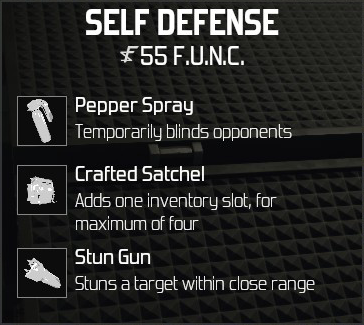 SELF DEFENSE
55 F.U.N.C.
Pepper Spray
Temporarily blinds opponents
Crafted Satchel
Adds one inventory slot, for
maximum of four
Stun Gun
Stuns a target within close range